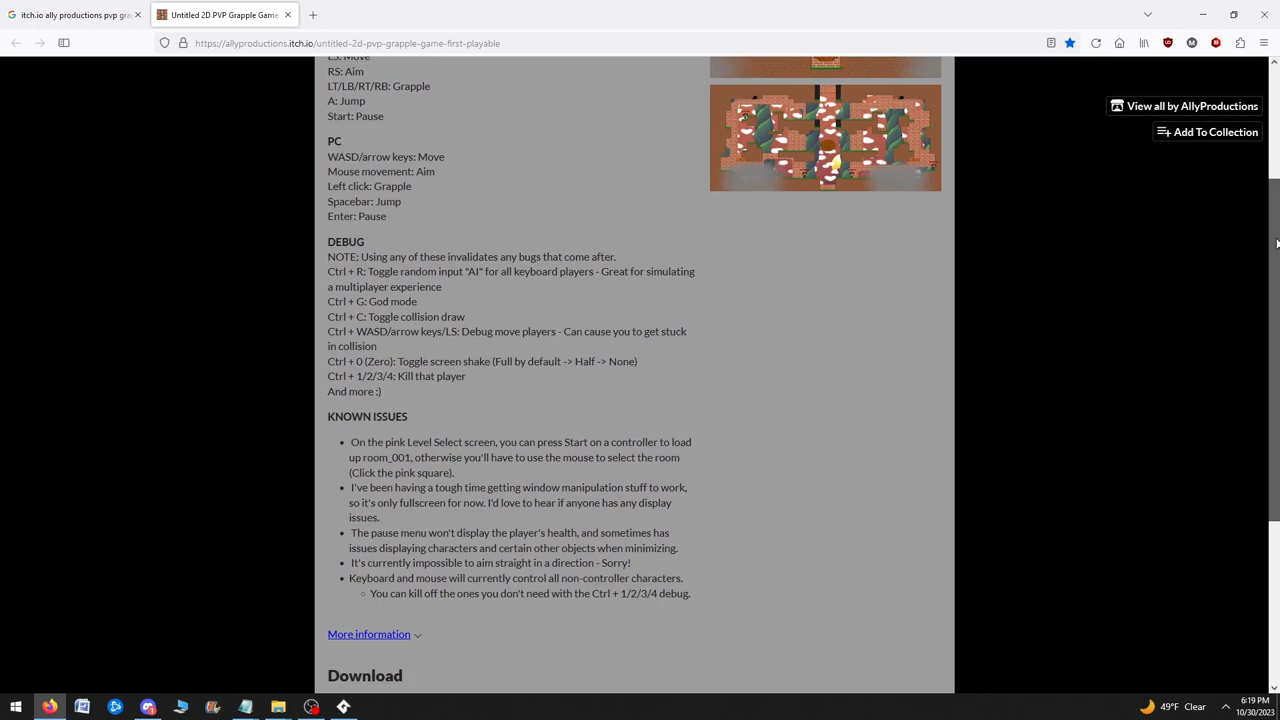 itch.io ally productions pvp gra
Untitled 2D PVP Grapple Game
https://allyproductions.itch.io/untitled-2d-pvp-grapple-game-first-playable
View all by AllyProductions
Add To Collection
LS: Move
RS: Aim
LT/LB/RT/RB: Grapple
A: Jump
Start: Pause
PC
WASD/arrow keys: Move
Mouse movement: Aim
Left click: Grapple
Spacebar: Jump
Enter: Pause
DEBUG
NOTE: Using any of these invalidates any bugs that come after.
Ctrl + R: Toggle random input "AI" for all keyboard players - Great for simulating
a multiplayer experience
Ctrl + G: God mode
Ctrl + C: Toggle collision draw
Ctrl + WASD/arrow keys/LS: Debug move players - Can cause you to get stuck
in collision
Ctrl + 0 (Zero): Toggle screen shake (Full by default -> Half -> None)
Ctrl + 1/2/3/4: Kill that player
And more :)
KNOWN ISSUES
• On the pink Level Select screen, you can press Start on a controller to load
up room_001, otherwise you'll have to use the mouse to select the room
(Click the pink square).
• I've been having a tough time getting window manipulation stuff to work,
so it's only fullscreen for now. I'd love to hear if anyone has any display
issues.
• The pause menu won't display the player's health, and sometimes has
issues displaying characters and certain other objects when minimizing.
• It's currently impossible to aim straight in a direction - Sorry!
• Keyboard and mouse will currently control all non-controller characters.
◦ You can kill off the ones you don't need with the Ctrl + 1/2/3/4 debug.
More information
Download
49°F Clear
6:19 PM
10/30/2023